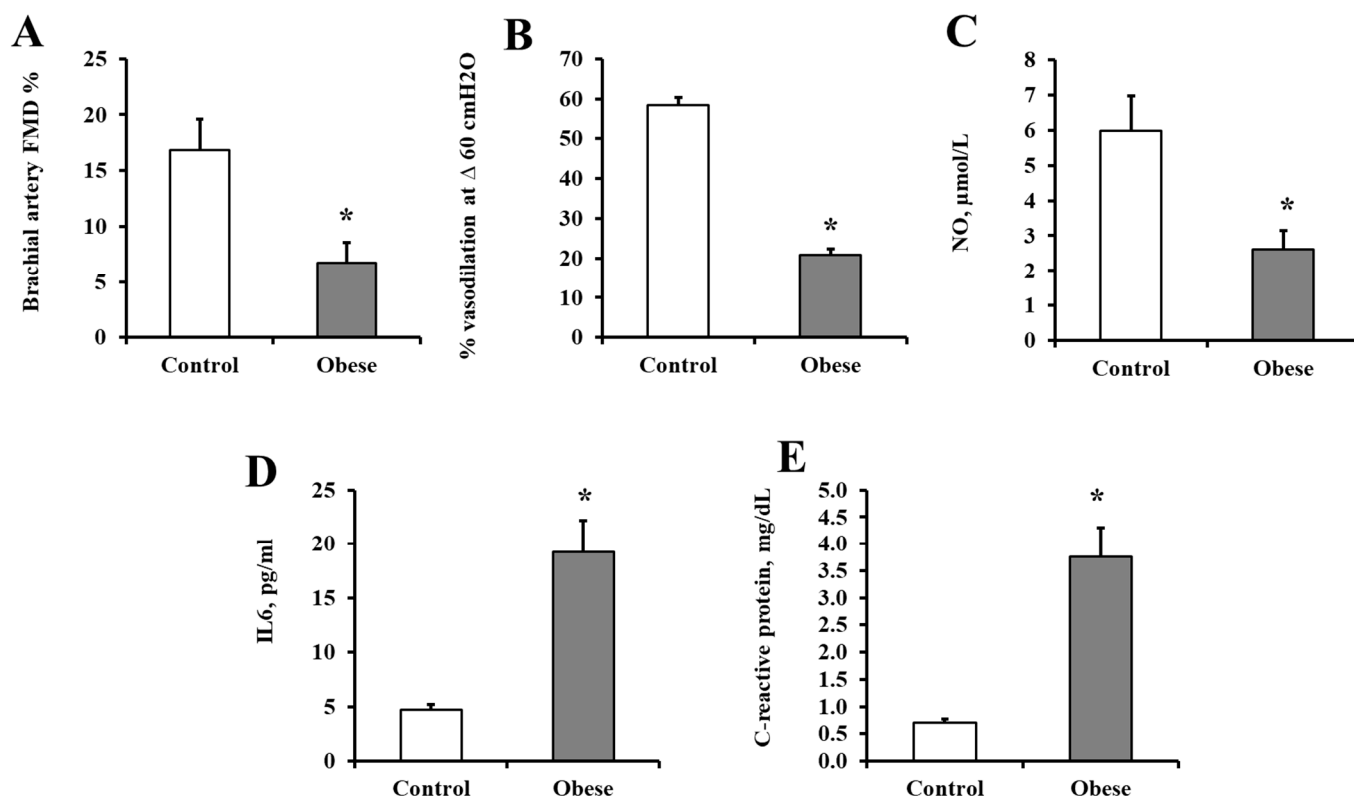 A
Brachial artery FMD %
25
20
15
10
5
0
*
Control
Obese
B
% vasodilation at Δ 60 cmH2O
70
60
50
40
30
20
10
0
*
Control
Obese
C
NO, μmol/L
8
7
6
5
4
3
2
1
0
*
Control
Obese
D
IL6, pg/ml
25
20
15
10
5
0
*
Control
Obese
E
C-reactive protein, mg/dL
5.0
4.5
4.0
3.5
3.0
2.5
2.0
1.5
1.0
0.5
0.0
*
Control
Obese